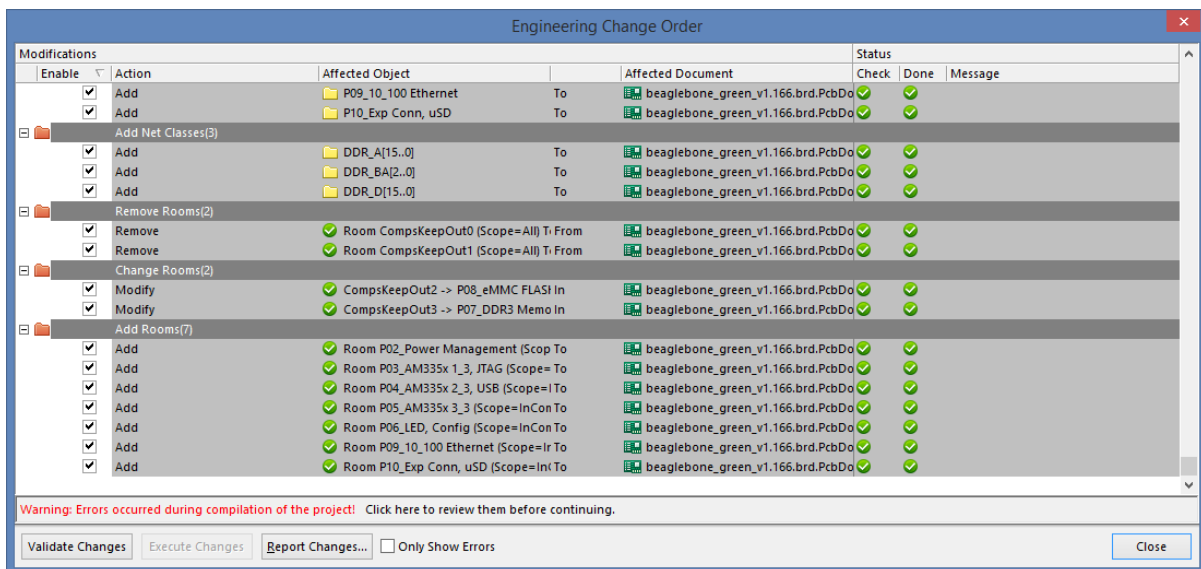 Engineering Change Order
Modifications Status
Enable Action Affected Object Affected Document Check Done Message
Add P09_10_100 Ethernet To beaglebone_green_v1.166.brd.PcbDo
Add P10_Exp Conn, uSD To beaglebone_green_v1.166.brd.PcbDo
Add Net Classes(3)
Add DDR_A[15..0] To beaglebone_green_v1.166.brd.PcbDo
Add DDR_BA[2..0] To beaglebone_green_v1.166.brd.PcbDo
Add DDR_D[15..0] To beaglebone_green_v1.166.brd.PcbDo
Remove Rooms(2)
Remove Room CompsKeepOut0 (Scope=All) T From beaglebone_green_v1.166.brd.PcbDo
Remove Room CompsKeepOut1 (Scope=All) T From beaglebone_green_v1.166.brd.PcbDo
Change Rooms(2)
Modify CompsKeepOut2 -> P08_eMMC FLASH In beaglebone_green_v1.166.brd.PcbDo
Modify CompsKeepOut3 -> P07_DDR3 Memo In beaglebone_green_v1.166.brd.PcbDo
Add Rooms(7)
Add Room P02_Power Management (Scop To beaglebone_green_v1.166.brd.PcbDo
Add Room P03_AM335x 1_3, JTAG (Scope= To beaglebone_green_v1.166.brd.PcbDo
Add Room P04_AM335x 2_3, USB (Scope=I To beaglebone_green_v1.166.brd.PcbDo
Add Room P05_AM335x 3_3 (Scope=InCon To beaglebone_green_v1.166.brd.PcbDo
Add Room P06_LED, Config (Scope=InCon To beaglebone_green_v1.166.brd.PcbDo
Add Room P09_10_100 Ethernet (Scope=Ir To beaglebone_green_v1.166.brd.PcbDo
Add Room P10_Exp Conn, uSD (Scope=In( To beaglebone_green_v1.166.brd.PcbDo
Warning: Errors occurred during compilation of the project! Click here to review them before continuing.
Validate Changes Execute Changes Report Changes... Only Show Errors Close